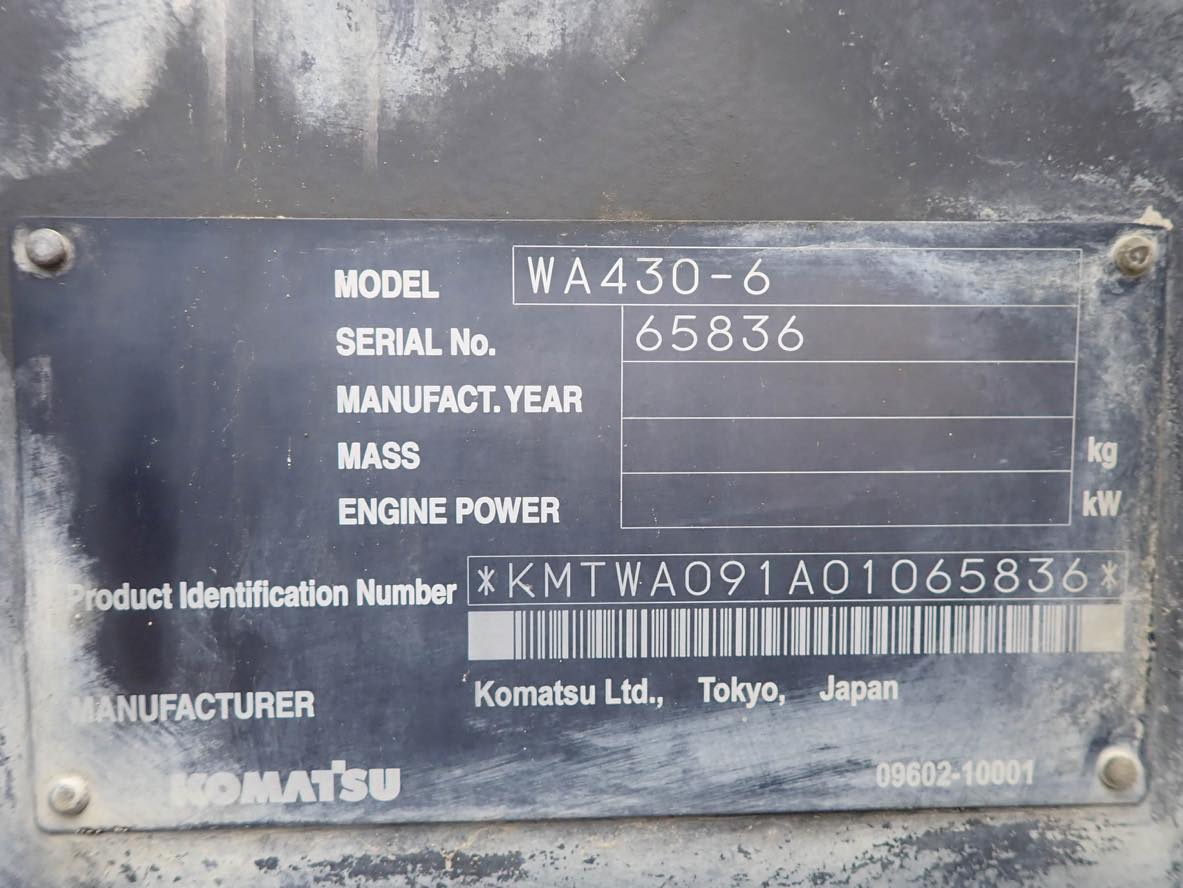 MODEL WA430-6
SERIAL No. 65836
MANUFACT. YEAR
MASS kg
ENGINE POWER kW
Product Identification Number *KMTWA091A01065836*
MANUFACTURER Komatsu Ltd., Tokyo, Japan
KOMATSU 09602-10001